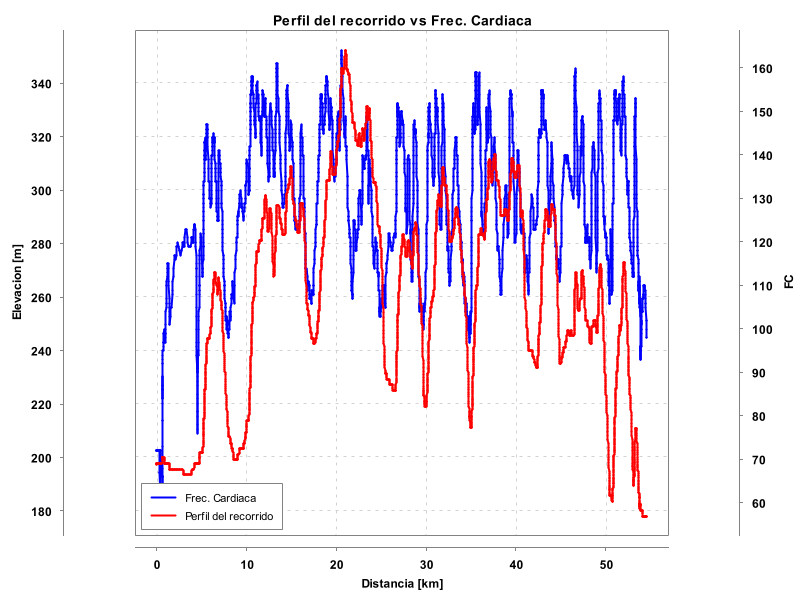 Perfil del recorrido vs Frec. Cardiaca
Elevacion [m]
340
320
300
280
260
240
220
200
180
160
150
140
130
120
110
100
90
80
70
60
FC
Frec. Cardiaca
Perfil del recorrido
0 10 20 30 40 50
Distancia [km]